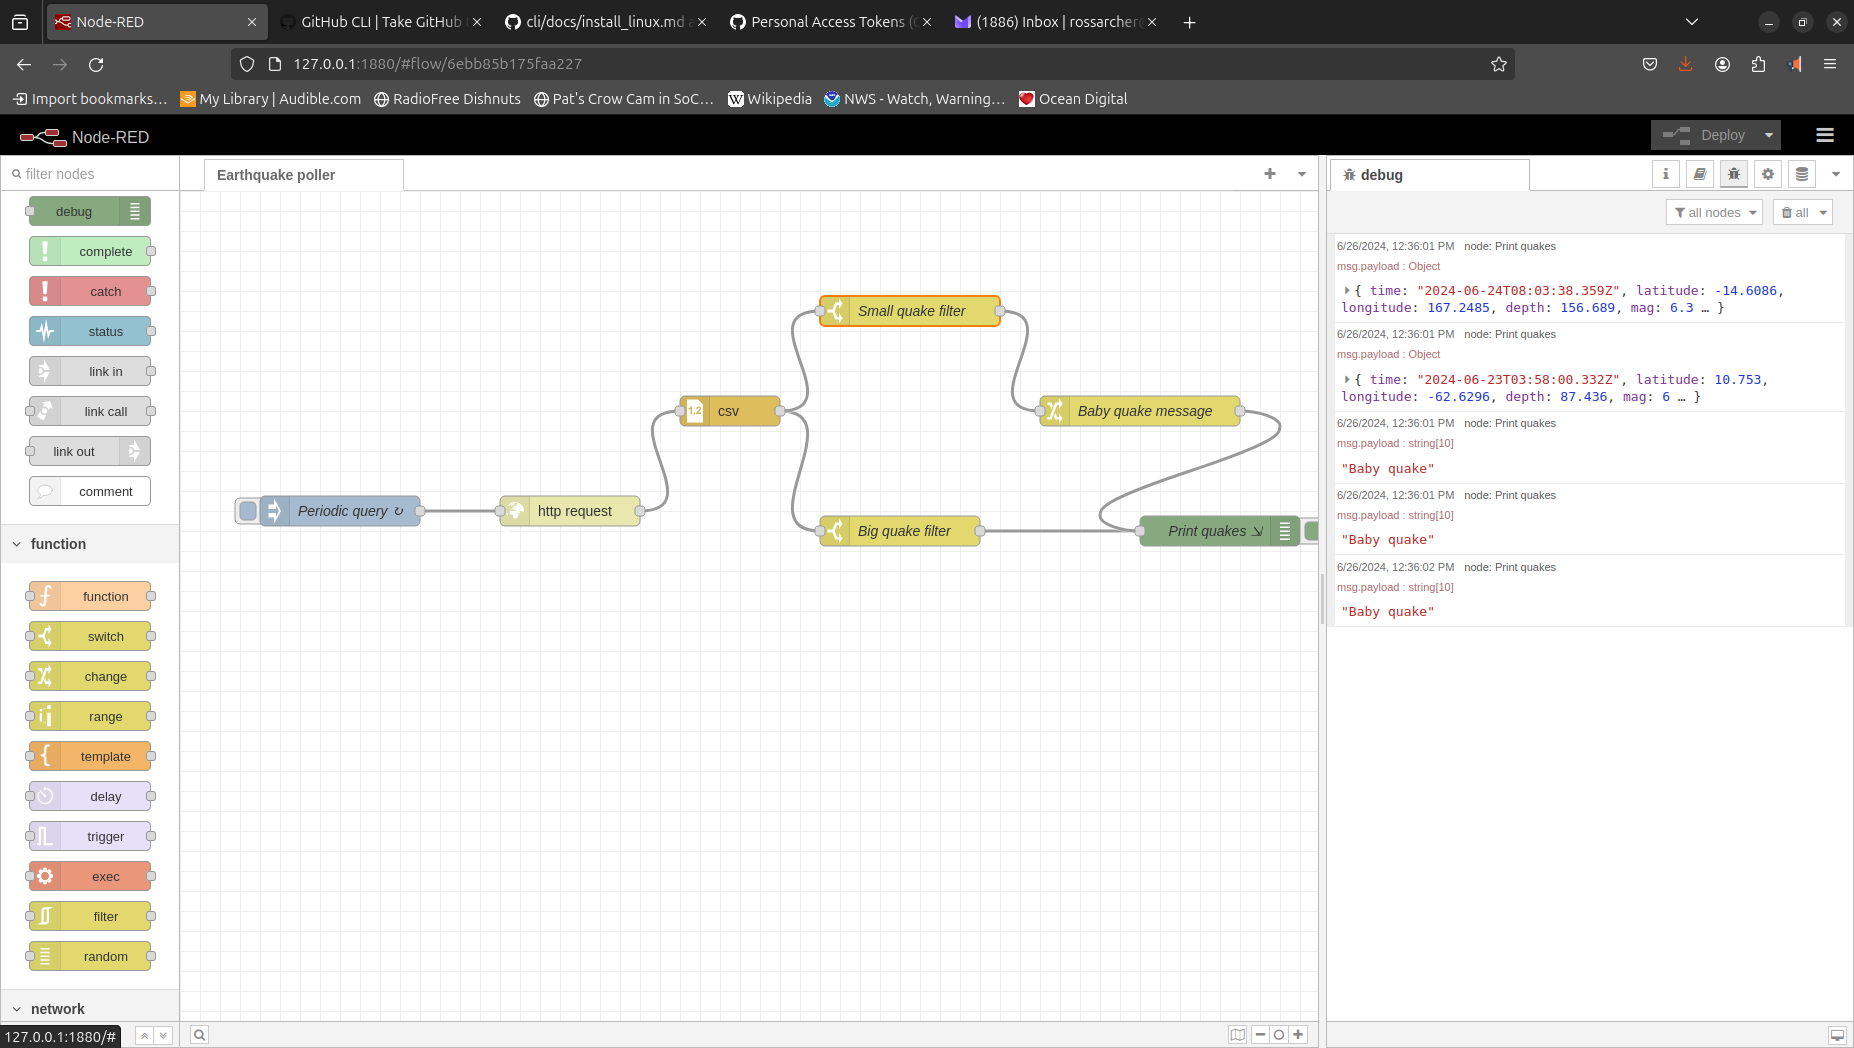 Node-RED
GitHub CLI | Take GitHub
cli/docs/install_linux.md a
Personal Access Tokens (
(1886) Inbox | rossarcher
127.0.0.1:1880/#flow/6ebb85b175faa227
Import bookmarks…
My Library | Audible.com
RadioFree Dishnuts
Pat's Crow Cam in SoC…
Wikipedia
NWS - Watch, Warning…
Ocean Digital
Node-RED
Deploy
filter nodes
debug
complete
catch
status
link in
link call
link out
comment
function
function
switch
change
range
template
delay
trigger
exec
filter
random
network
127.0.0.1:1880/#
Earthquake poller
Small quake filter
csv
Baby quake message
Periodic query ↻
http request
Big quake filter
Print quakes
debug
all nodes
all
6/26/2024, 12:36:01 PM node: Print quakes
msg.payload : Object
{ time: "2024-06-24T08:03:38.359Z", latitude: -14.6086,
longitude: 167.2485, depth: 156.689, mag: 6.3 … }
6/26/2024, 12:36:01 PM node: Print quakes
msg.payload : Object
{ time: "2024-06-23T03:58:00.332Z", latitude: 10.753,
longitude: -62.6296, depth: 87.436, mag: 6 … }
6/26/2024, 12:36:01 PM node: Print quakes
msg.payload : string[10]
"Baby quake"
6/26/2024, 12:36:01 PM node: Print quakes
msg.payload : string[10]
"Baby quake"
6/26/2024, 12:36:02 PM node: Print quakes
msg.payload : string[10]
"Baby quake"